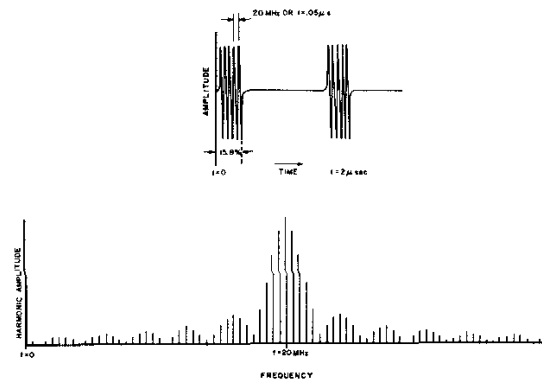 20 MHz OR t=.05μs
AMPLITUDE
15.8%
t=0
TIME
t=2μsec
HARMONIC AMPLITUDE
f=0
f=20MHz
FREQUENCY